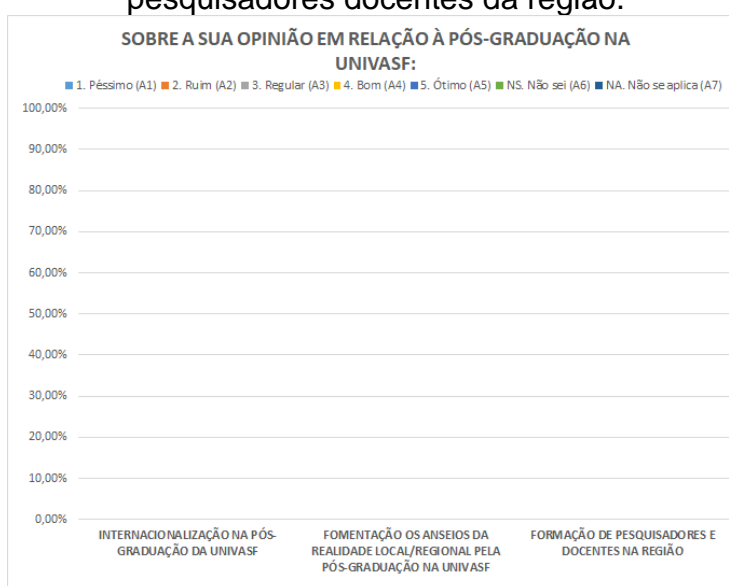 pesquisadores docentes da região.
SOBRE A SUA OPINIÃO EM RELAÇÃO À PÓS-GRADUAÇÃO NA
UNIVASF:
1. Péssimo (A1) 2. Ruim (A2) 3. Regular (A3) 4. Bom (A4) 5. Ótimo (A5) NS. Não sei (A6) NA. Não se aplica (A7)
100,00%
90,00%
80,00%
70,00%
60,00%
50,00%
40,00%
30,00%
20,00%
10,00%
0,00%
INTERNACIONALIZAÇÃO NA PÓS-
GRADUAÇÃO DA UNIVASF
FOMENTAÇÃO OS ANSEIOS DA
REALIDADE LOCAL/REGIONAL PELA
PÓS-GRADUAÇÃO NA UNIVASF
FORMAÇÃO DE PESQUISADORES E
DOCENTES NA REGIÃO